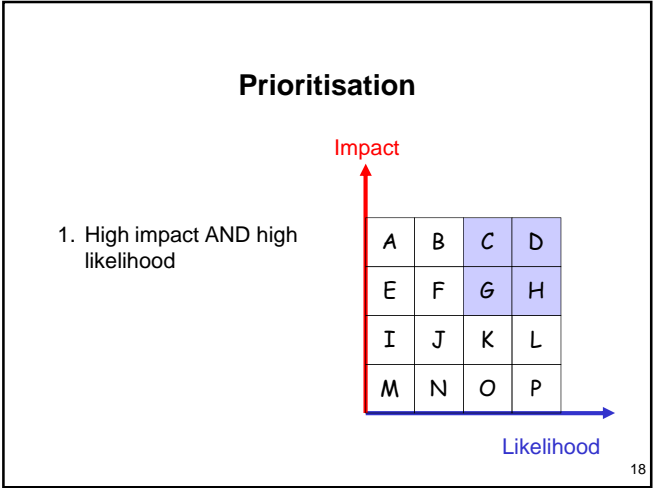 Prioritisation
Impact
1. High impact AND high
likelihood
A B C D
E F G H
I J K L
M N O P
Likelihood
18